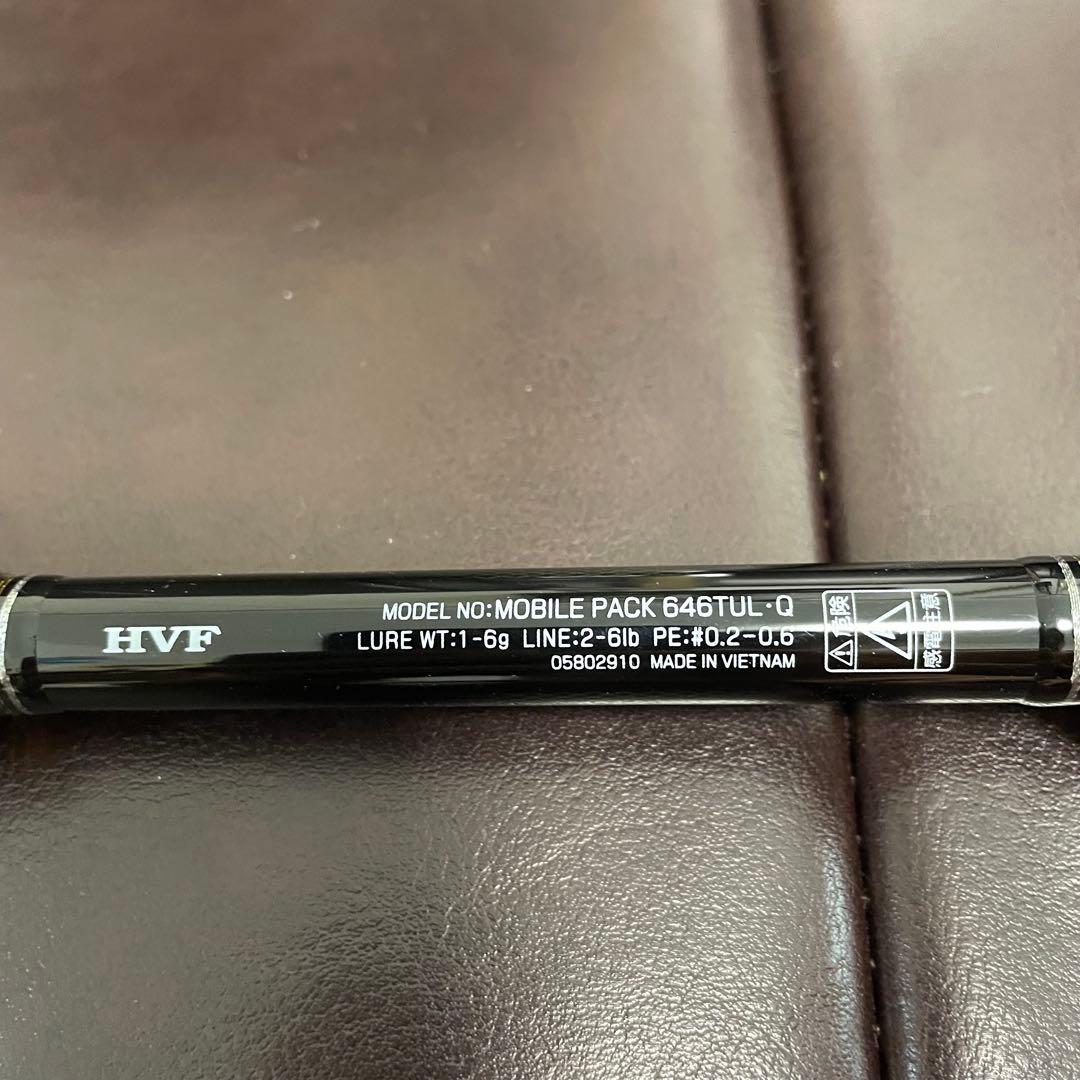 HVF
MODEL NO:MOBILE PACK 646TUL・Q
LURE WT:1-6g LINE:2-6lb PE:#0.2-0.6
05802910 MADE IN VIETNAM
危険
感電注意